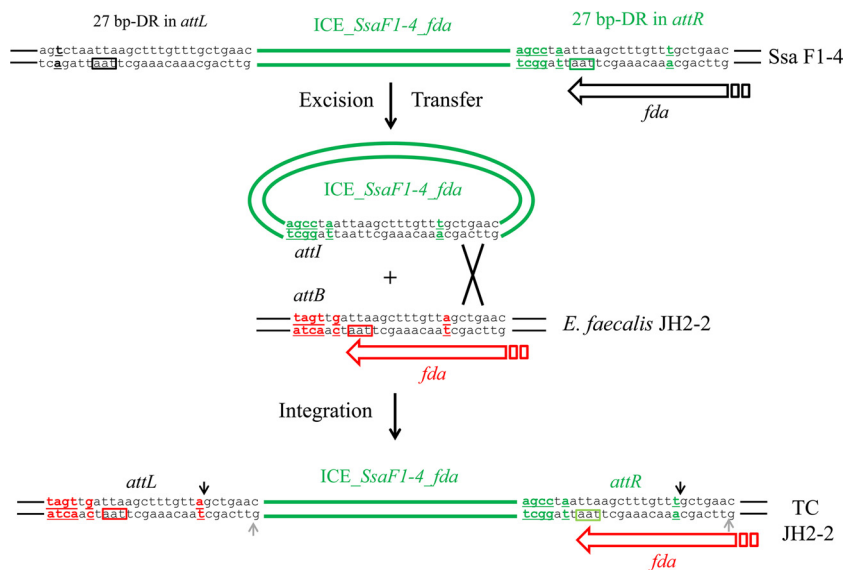 27 bp-DR in attL
ICE_SsaF1-4_fda
27 bp-DR in attR
agtctaattaagctttgtttgctgaac
agcctaattaagctttgtttgctgaac
tcagattaattcgaaacaaacgacttg
tcggattaattcgaaacaaacgacttg
Ssa F1-4
Excision
Transfer
fda
ICE_SsaF1-4_fda
agcctaattaagctttgtttgctgaac
tcggattaattcgaaacaaacgacttg
attI
+
attB
tagttgattaagctttgttagctgaac
atcaactaattcgaaacaatcgacttg
E. faecalis JH2-2
fda
Integration
attL
ICE_SsaF1-4_fda
attR
tagttgattaagctttgttagctgaac
agcctaattaagctttgtttgctgaac
atcaactaattcgaaacaatcgacttg
tcggattaattcgaaacaaacgacttg
TC
JH2-2
fda